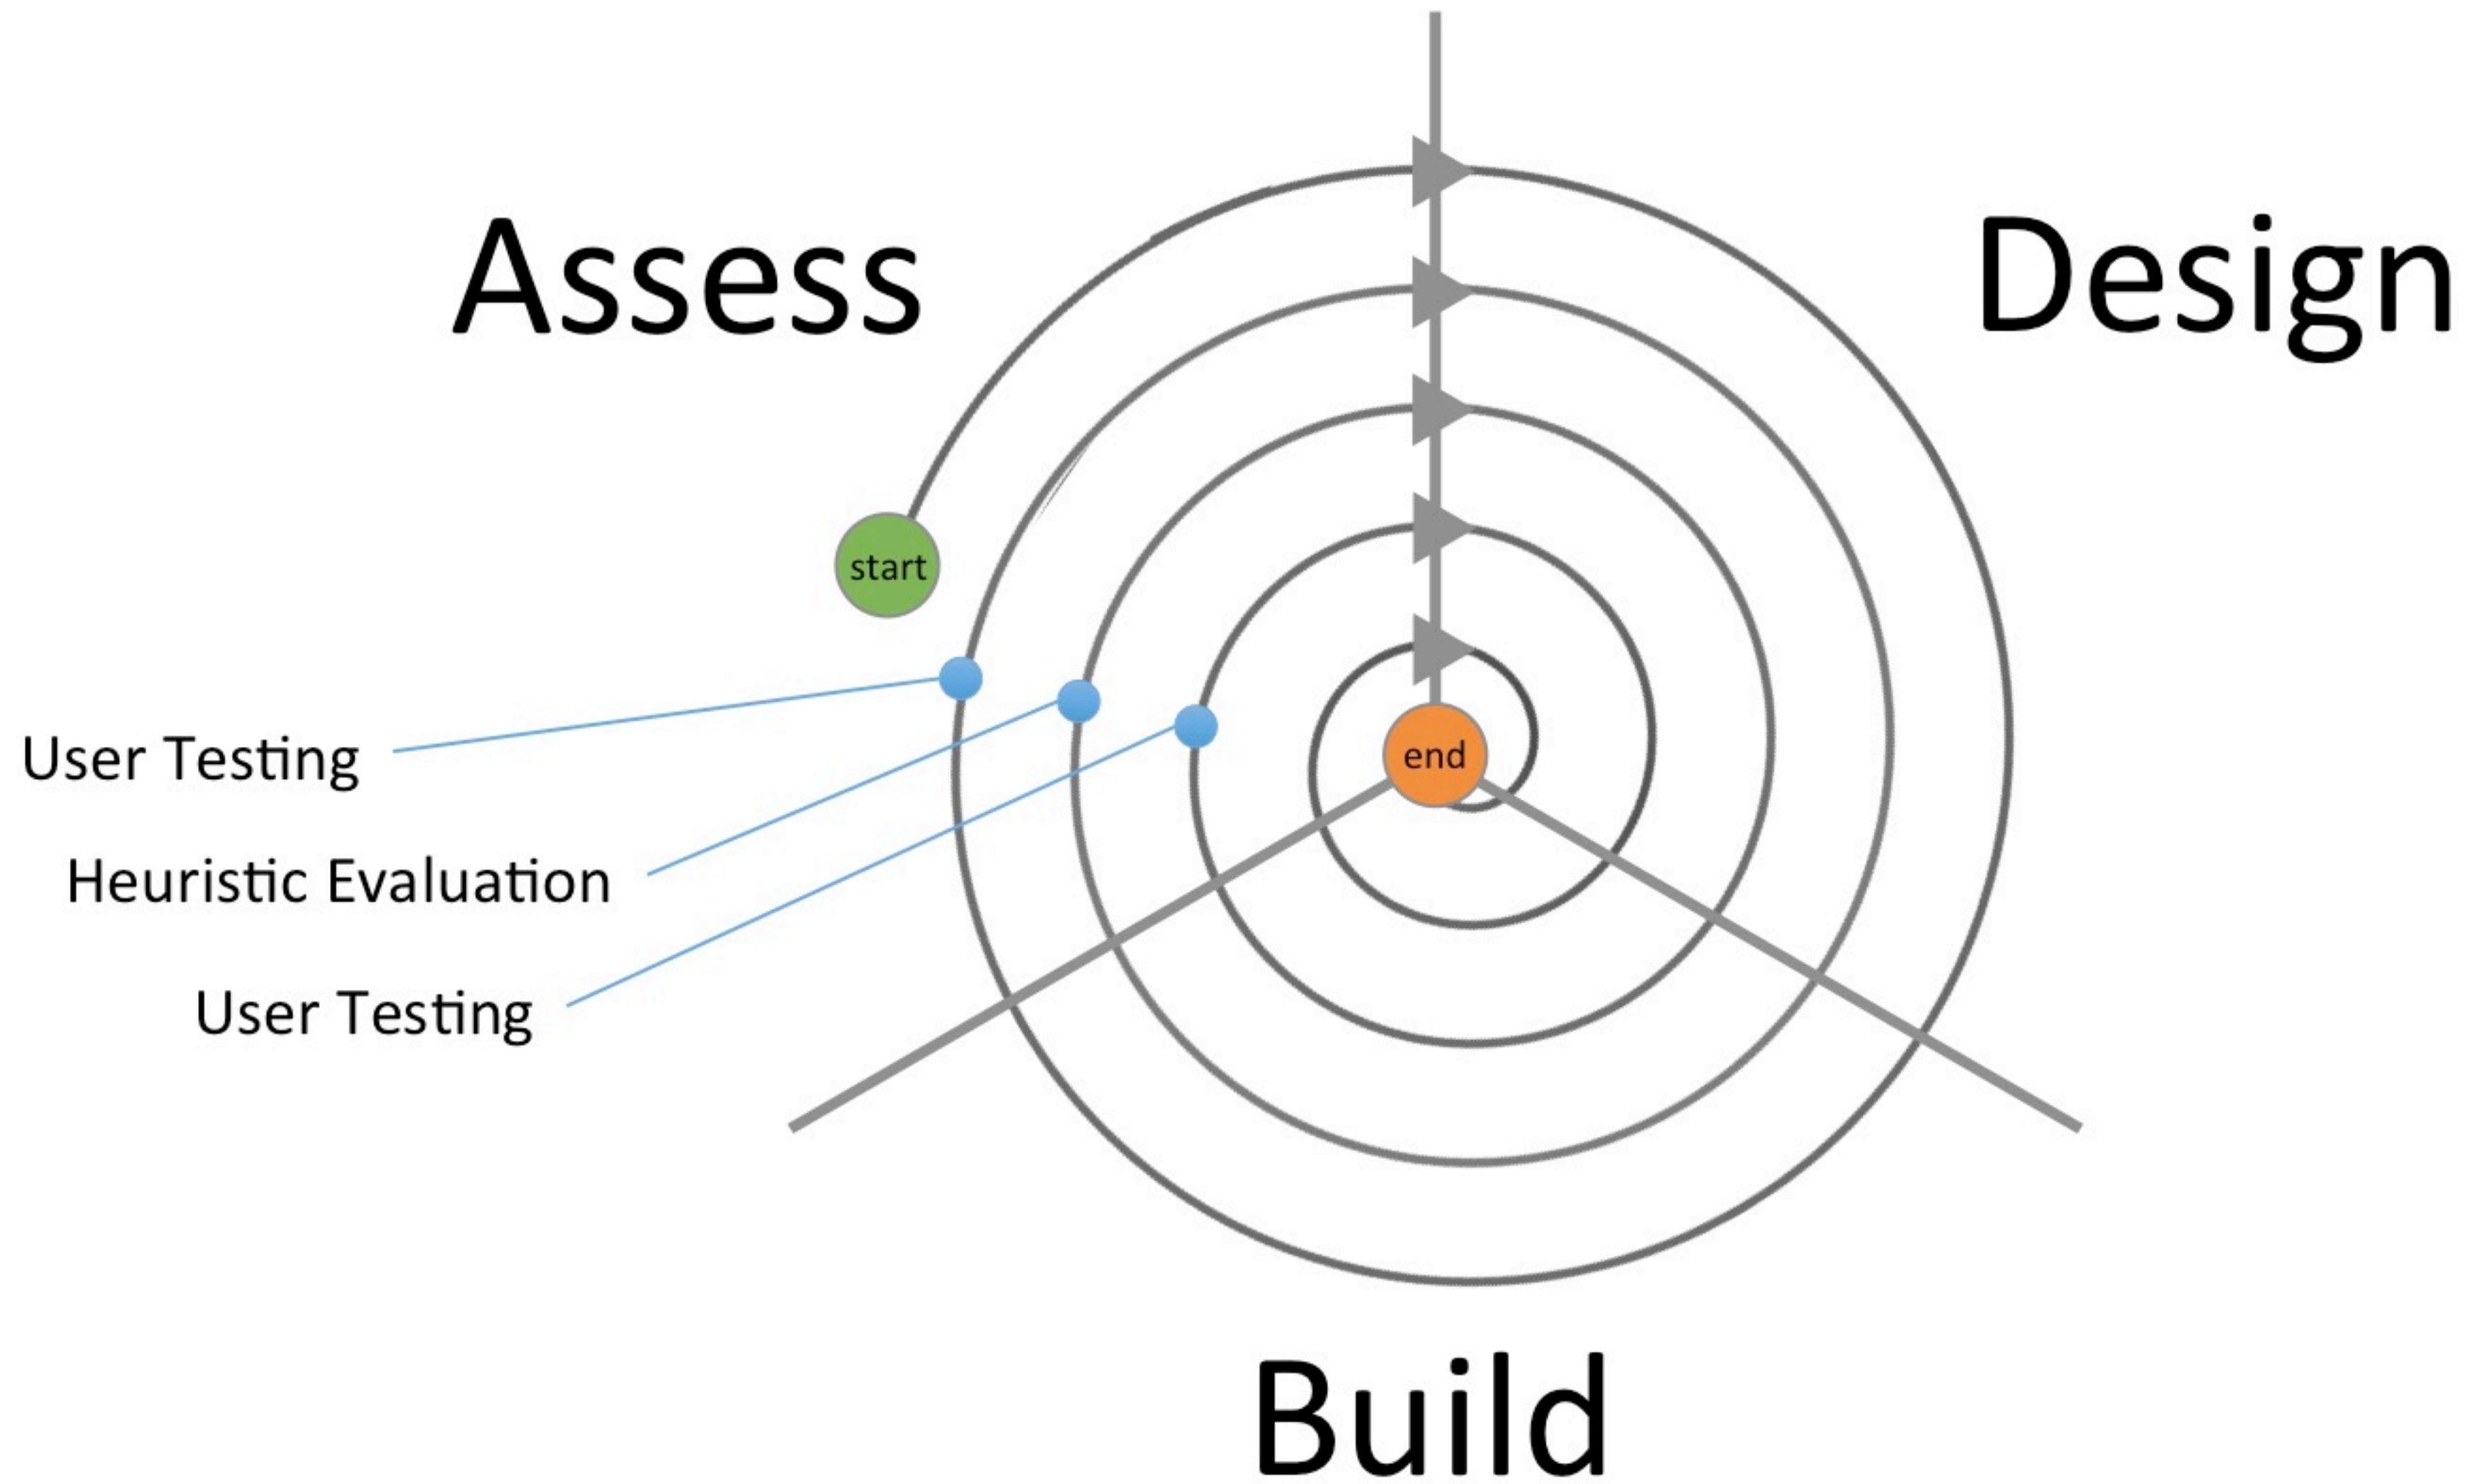 Assess
Design
start
User Testing
end
Heuristic Evaluation
User Testing
Build